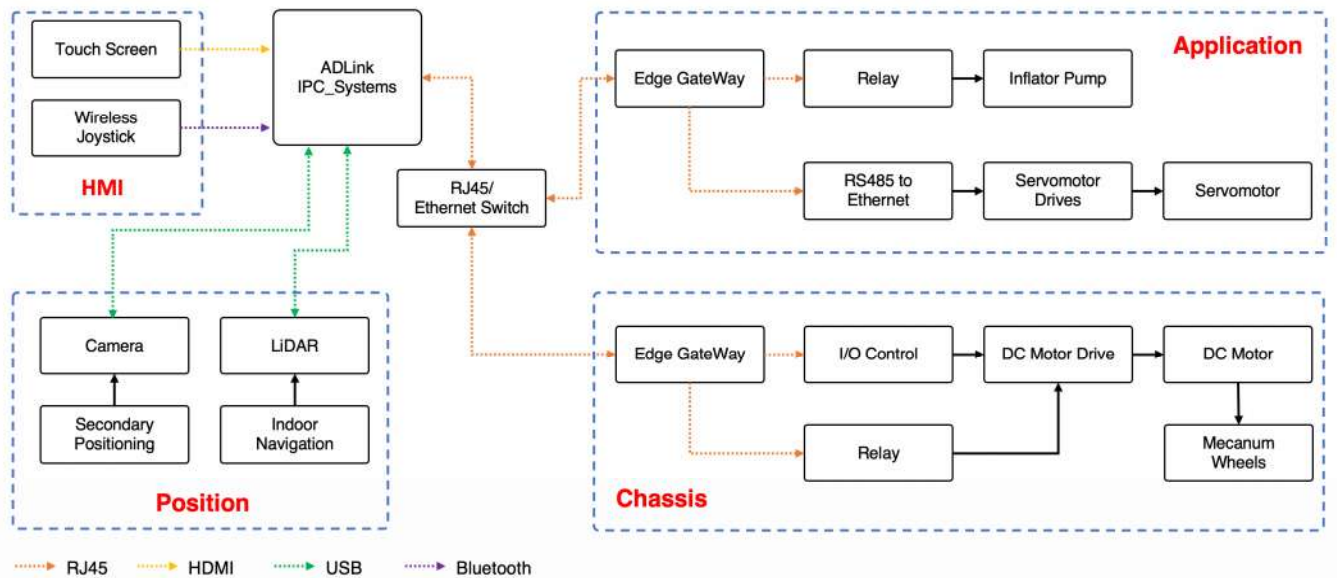 Touch Screen
Wireless
Joystick
HMI
ADLink
IPC_Systems
RJ45/
Ethernet Switch
Application
Edge GateWay
Relay
Inflator Pump
RS485 to
Ethernet
Servomotor
Drives
Servomotor
Camera
LiDAR
Secondary
Positioning
Indoor
Navigation
Position
Edge GateWay
I/O Control
DC Motor Drive
DC Motor
Relay
Mecanum
Wheels
Chassis
RJ45
HDMI
USB
Bluetooth